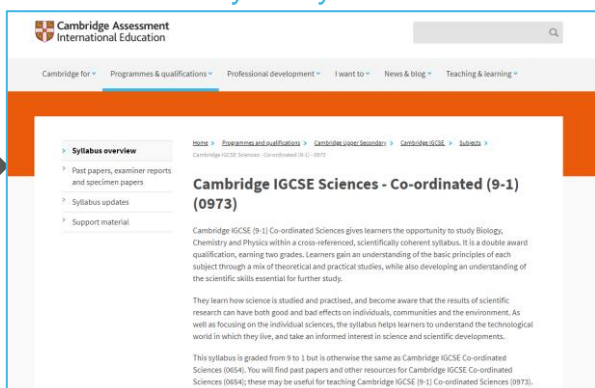 Cambridge Assessment
International Education
Cambridge for
Programmes & qualifications
Professional development
I want to
News & blog
Teaching & learning
Syllabus overview
Past papers, examiner reports
and specimen papers
Syllabus updates
Support material
Home > Programmes and qualifications > Cambridge Upper Secondary > Cambridge IGCSE > Subjects >
Cambridge IGCSE Sciences - Co-ordinated (9-1) - 0973
Cambridge IGCSE Sciences - Co-ordinated (9-1)
(0973)
Cambridge IGCSE (9-1) Co-ordinated Sciences gives learners the opportunity to study Biology,
Chemistry and Physics within a cross-referenced, scientifically coherent syllabus. It is a double award
qualification, earning two grades. Learners gain an understanding of the basic principles of each
subject through a mix of theoretical and practical studies, while also developing an understanding of
the scientific skills essential for further study.
They learn how science is studied and practised, and become aware that the results of scientific
research can have both good and bad effects on individuals, communities and the environment. As
well as focusing on the individual sciences, the syllabus helps learners to understand the technological
world in which they live, and take an informed interest in science and scientific developments.
This syllabus is graded from 9 to 1 but is otherwise the same as Cambridge IGCSE Co-ordinated
Sciences (0654). You will find past papers and other resources for Cambridge IGCSE Co-ordinated
Sciences (0654); these may be useful for teaching Cambridge IGCSE (9-1) Co-ordinated Sciences (0973).